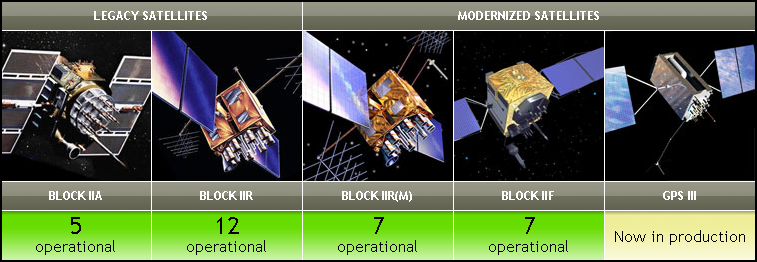 LEGACY SATELLITES
MODERNIZED SATELLITES
BLOCK IIA
BLOCK IIR
BLOCK IIR(M)
BLOCK IIF
GPS III
5
operational
12
operational
7
operational
7
operational
Now in production